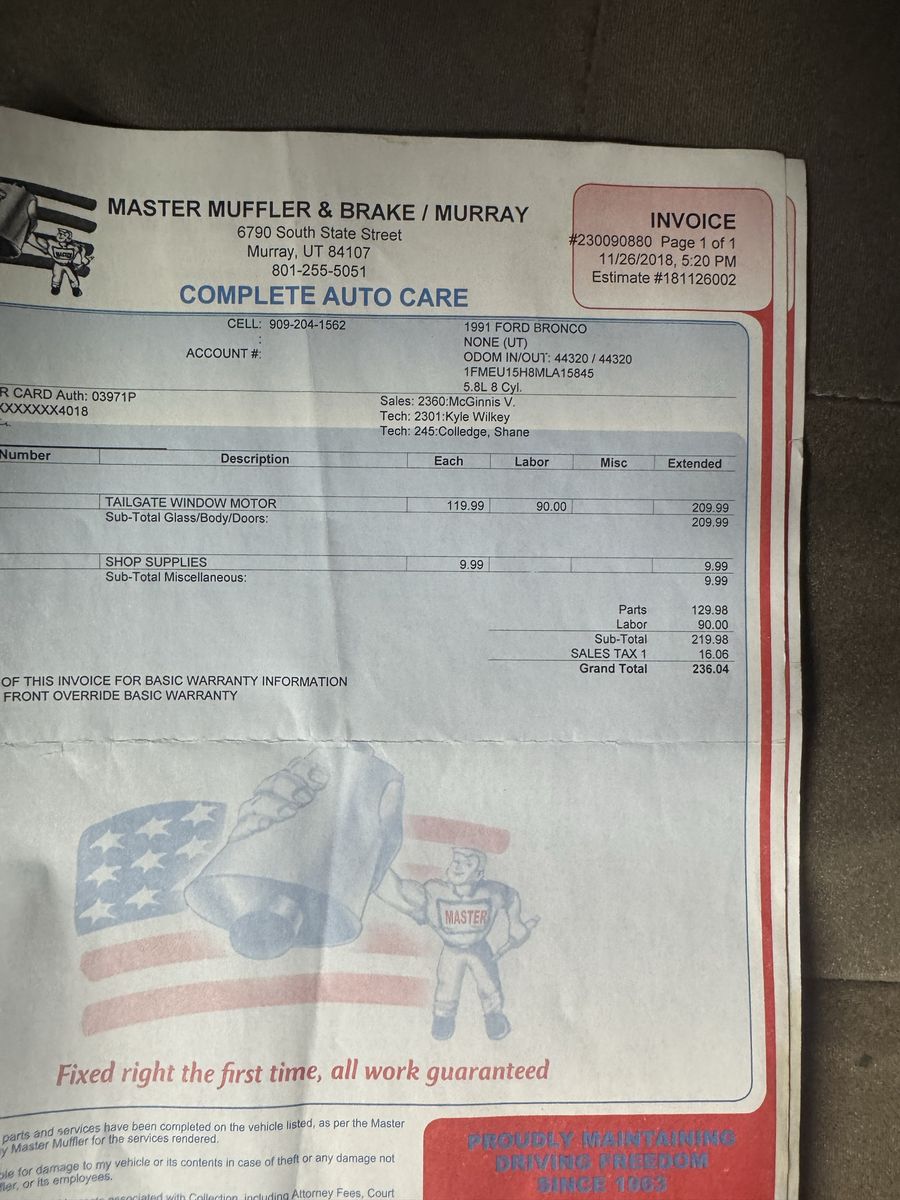 MASTER MUFFLER & BRAKE / MURRAY
6790 South State Street
Murray, UT 84107
801-255-5051
COMPLETE AUTO CARE
INVOICE
#230090880 Page 1 of 1
11/26/2018, 5:20 PM
Estimate #181126002
CELL: 909-204-1562
:
ACCOUNT #:
1991 FORD BRONCO
NONE (UT)
ODOM IN/OUT: 44320 / 44320
1FMEU15H8MLA15845
5.8L 8 Cyl.
R CARD Auth: 03971P
XXXXXXX4018
Sales: 2360:McGinnis V.
Tech: 2301:Kyle Wilkey
Tech: 245:Colledge, Shane
Number Description Each Labor Misc Extended
TAILGATE WINDOW MOTOR 119.99 90.00 209.99
Sub-Total Glass/Body/Doors: 209.99
SHOP SUPPLIES 9.99 9.99
Sub-Total Miscellaneous: 9.99
Parts 129.98
Labor 90.00
Sub-Total 219.98
SALES TAX 1 16.06
Grand Total 236.04
OF THIS INVOICE FOR BASIC WARRANTY INFORMATION
FRONT OVERRIDE BASIC WARRANTY
MASTER
Fixed right the first time, all work guaranteed
parts and services have been completed on the vehicle listed, as per the Master
y Master Muffler for the services rendered.
ble for damage to my vehicle or its contents in case of theft or any damage not
fler, or its employees.
associated with Collection, including Attorney Fees, Court
PROUDLY MAINTAINING
DRIVING FREEDOM
SINCE 1963